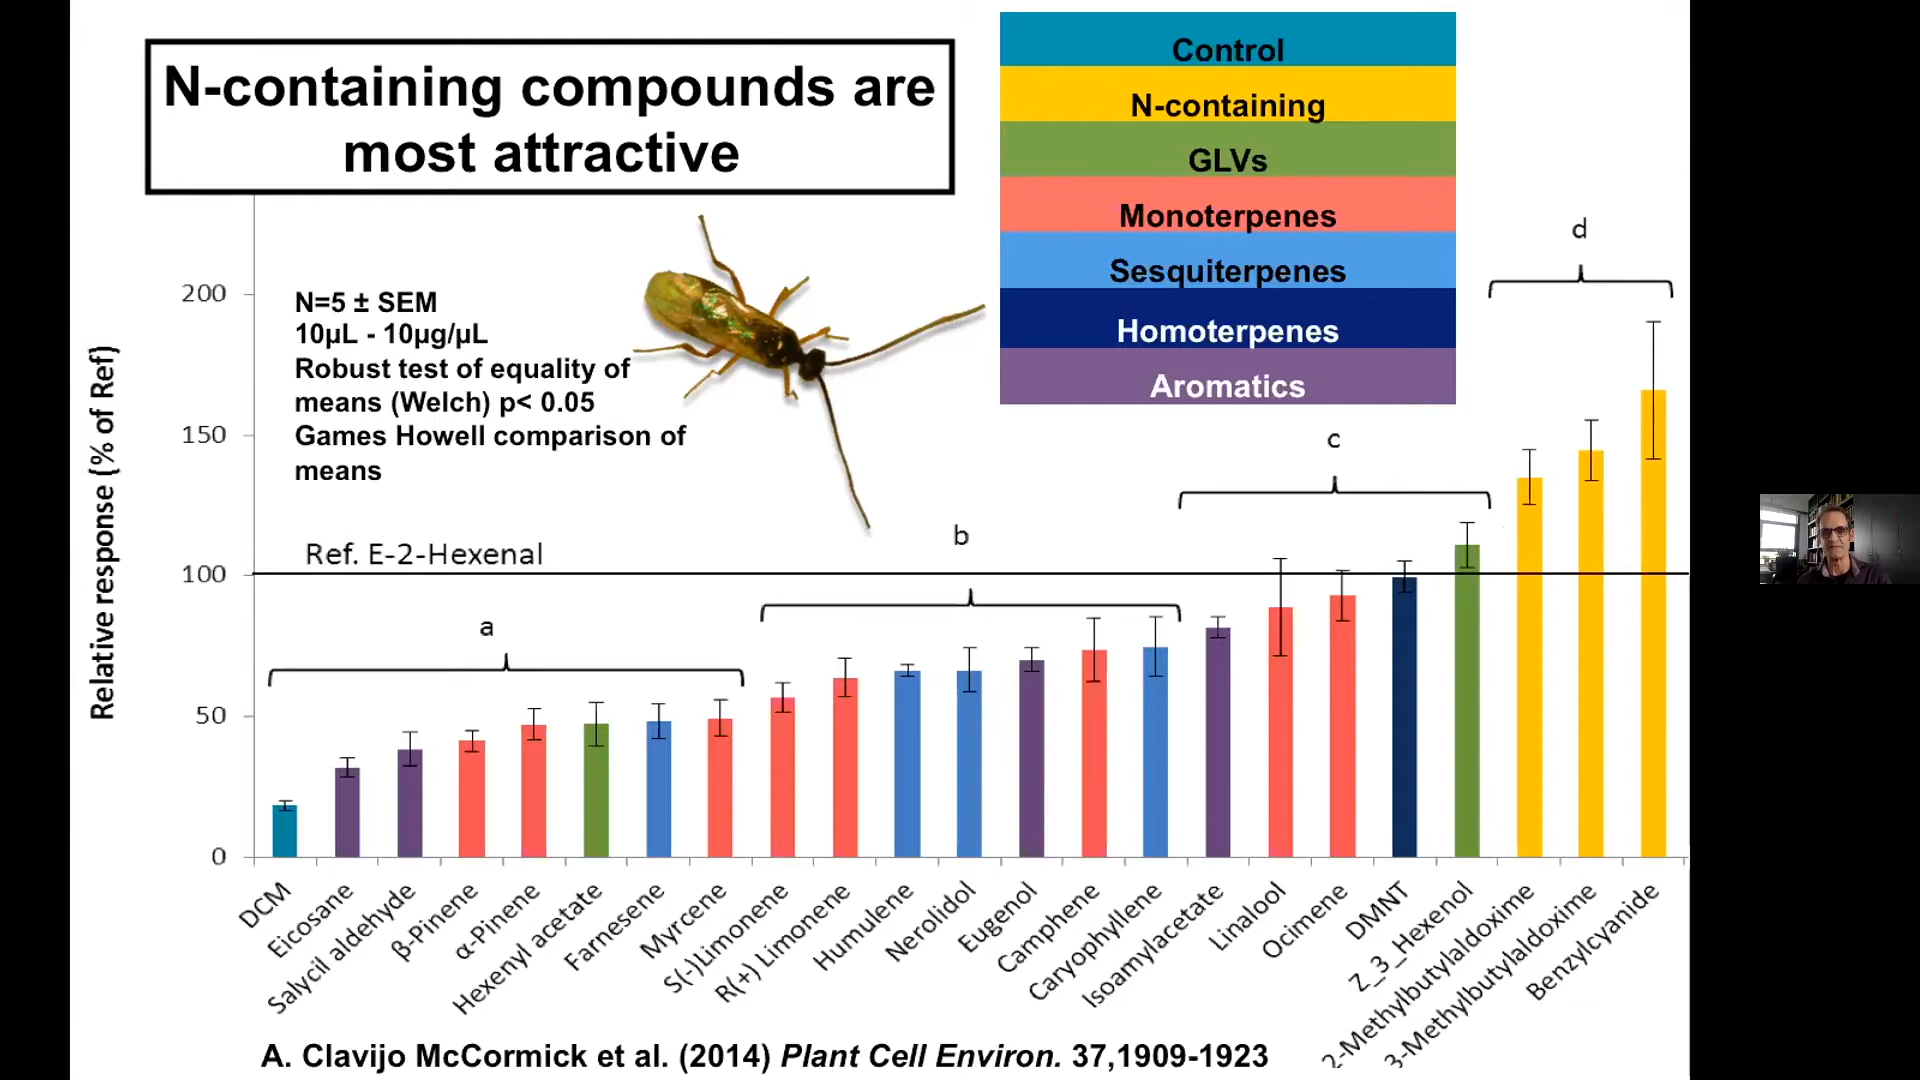 N-containing compounds are
most attractive
Control
N-containing
GLVs
Monoterpenes
Sesquiterpenes
Homoterpenes
Aromatics
N=5 ± SEM
10µL - 10µg/µL
Robust test of equality of
means (Welch) p< 0.05
Games Howell comparison of
means
Relative response (% of Ref)
200
150
100
50
0
Ref. E-2-Hexenal
a
b
c
d
DCM
Eicosane
Salycil aldehyde
β-Pinene
α-Pinene
Hexenyl acetate
Farnesene
Myrcene
S(-)Limonene
R(+) Limonene
Humulene
Nerolidol
Eugenol
Camphene
Caryophyllene
Isoamylacetate
Linalool
Ocimene
DMNT
Z_3_Hexenol
2-Methylbutylaldoxime
3-Methylbutylaldoxime
Benzylcyanide
A. Clavijo McCormick et al. (2014) Plant Cell Environ. 37,1909-1923